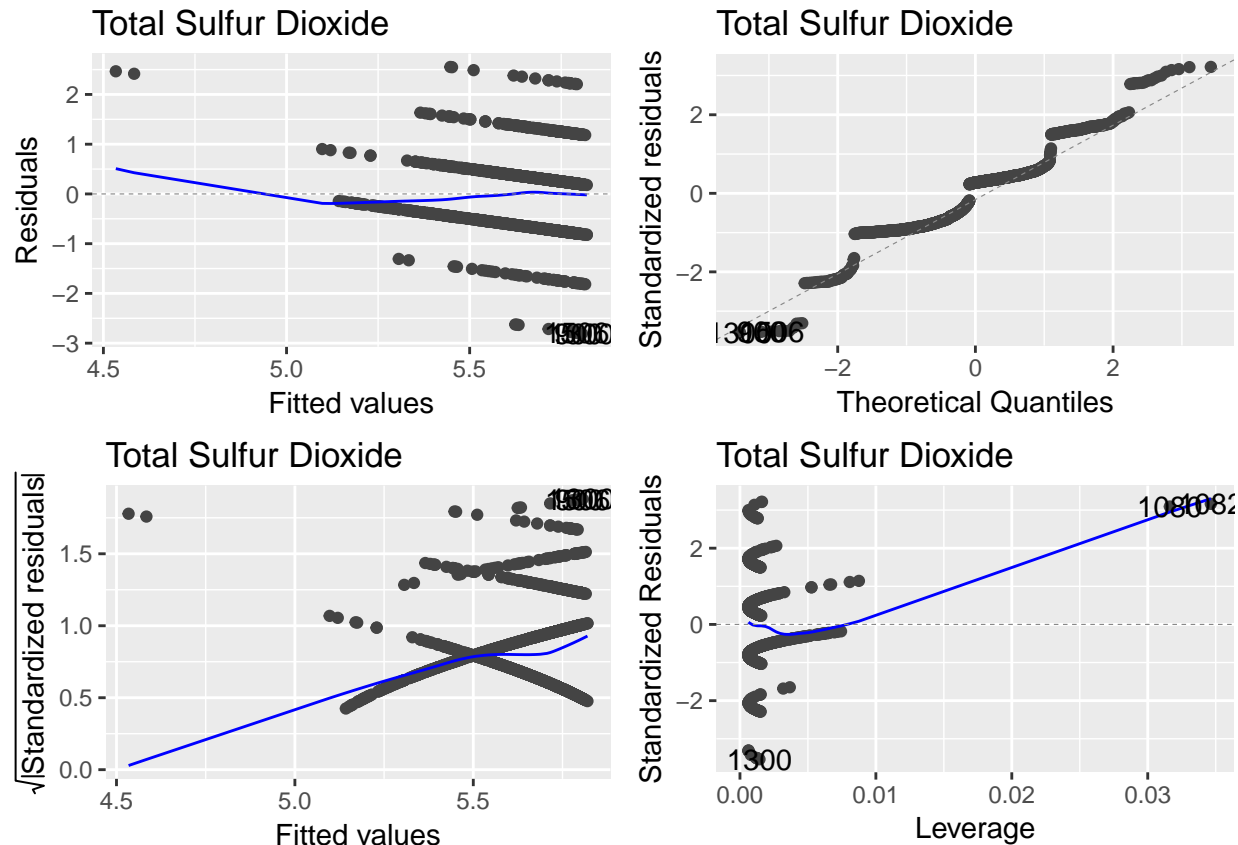 Total Sulfur Dioxide
Residuals
2
1
0
−1
−2
−3
4.5 5.0 5.5
Fitted values
Total Sulfur Dioxide
Standardized residuals
2
0
−2
−2 0 2
Theoretical Quantiles
Total Sulfur Dioxide
√|Standardized residuals|
1.5
1.0
0.5
0.0
4.5 5.0 5.5
Fitted values
Total Sulfur Dioxide
Standardized Residuals
2
0
−2
1080
1082
1300
0.00 0.01 0.02 0.03
Leverage